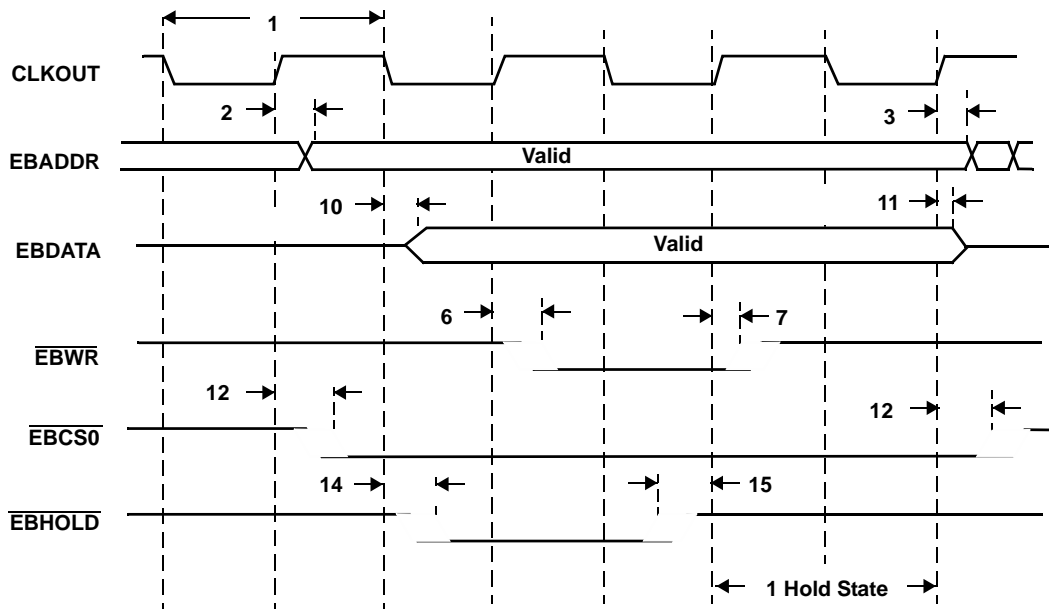 1
CLKOUT
2
3
EBADDR
Valid
10
11
EBDATA
Valid
6
7
EBWR
12
12
EBCS0
14
15
EBHOLD
1 Hold State